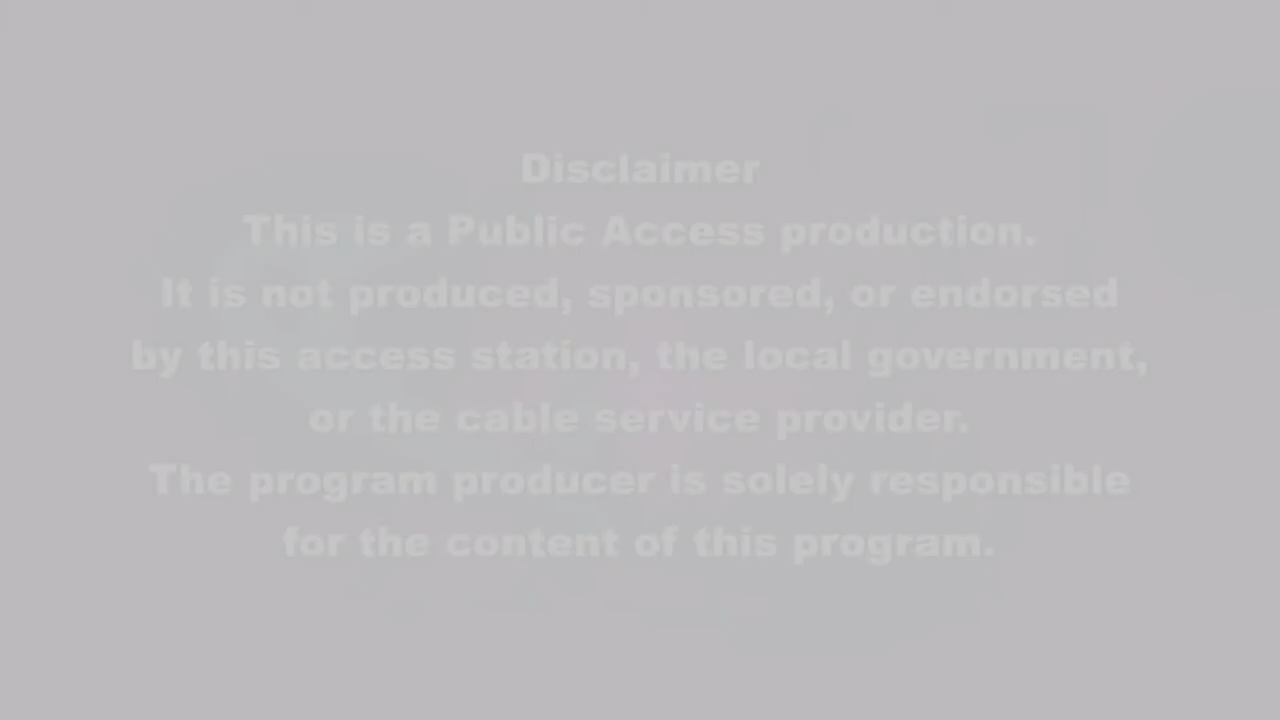 Disclaimer
This is a Public Access production.
It is not produced, sponsored, or endorsed
by this access station, the local government,
or the cable service provider.
The program producer is solely responsible
for the content of this program.